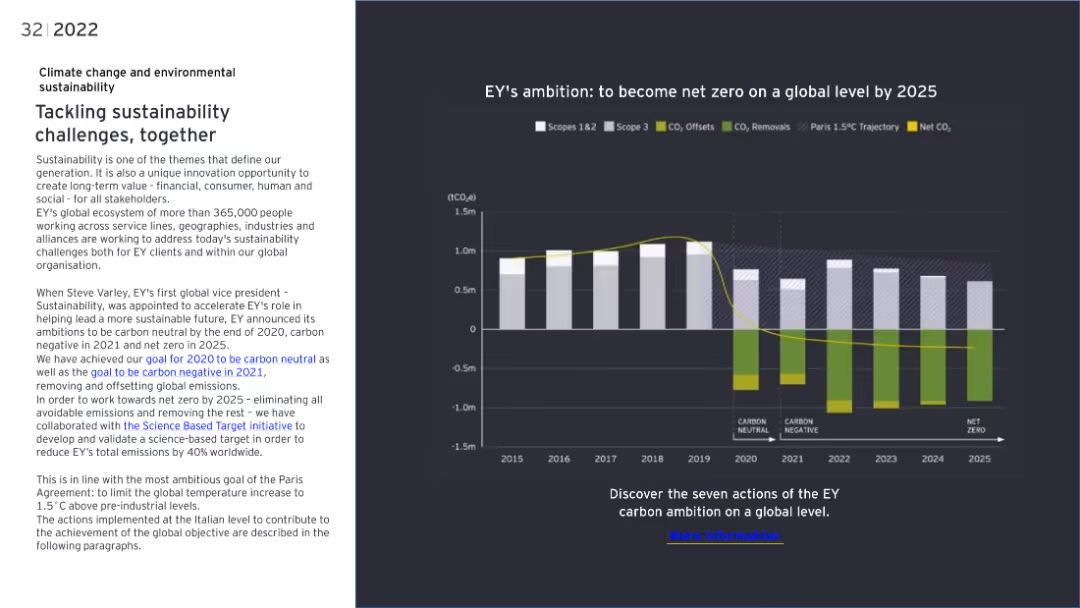 32 | 2022
Climate change and environmental
sustainability
Tackling sustainability
challenges, together
Sustainability is one of the themes that define our
generation. It is also a unique innovation opportunity to
create long-term value - financial, consumer, human and
social - for all stakeholders.
EY's global ecosystem of more than 365,000 people
working across service lines, geographies, industries and
alliances are working to address today's sustainability
challenges both for EY clients and within our global
organisation.
When Steve Varley, EY's first global vice president –
Sustainability, was appointed to accelerate EY's role in
helping lead a more sustainable future, EY announced its
ambitions to be carbon neutral by the end of 2020, carbon
negative in 2021 and net zero in 2025.
We have achieved our goal for 2020 to be carbon neutral as
well as the goal to be carbon negative in 2021,
removing and offsetting global emissions.
In order to work towards net zero by 2025 – eliminating all
avoidable emissions and removing the rest – we have
collaborated with the Science Based Target initiative to
develop and validate a science-based target in order to
reduce EY's total emissions by 40% worldwide.
This is in line with the most ambitious goal of the Paris
Agreement: to limit the global temperature increase to
1.5˚C above pre-industrial levels.
The actions implemented at the Italian level to contribute to
the achievement of the global objective are described in the
following paragraphs.
EY's ambition: to become net zero on a global level by 2025
Scopes 1&2 Scope 3 CO₂ Offsets CO₂ Removals Paris 1.5ºC Trajectory Net CO₂
(tCO₂e)
1.5m
1.0m
0.5m
0
-0.5m
-1.0m
-1.5m
CARBON NEUTRAL
CARBON NEGATIVE
NET ZERO
2015 2016 2017 2018 2019 2020 2021 2022 2023 2024 2025
Discover the seven actions of the EY
carbon ambition on a global level.
More information